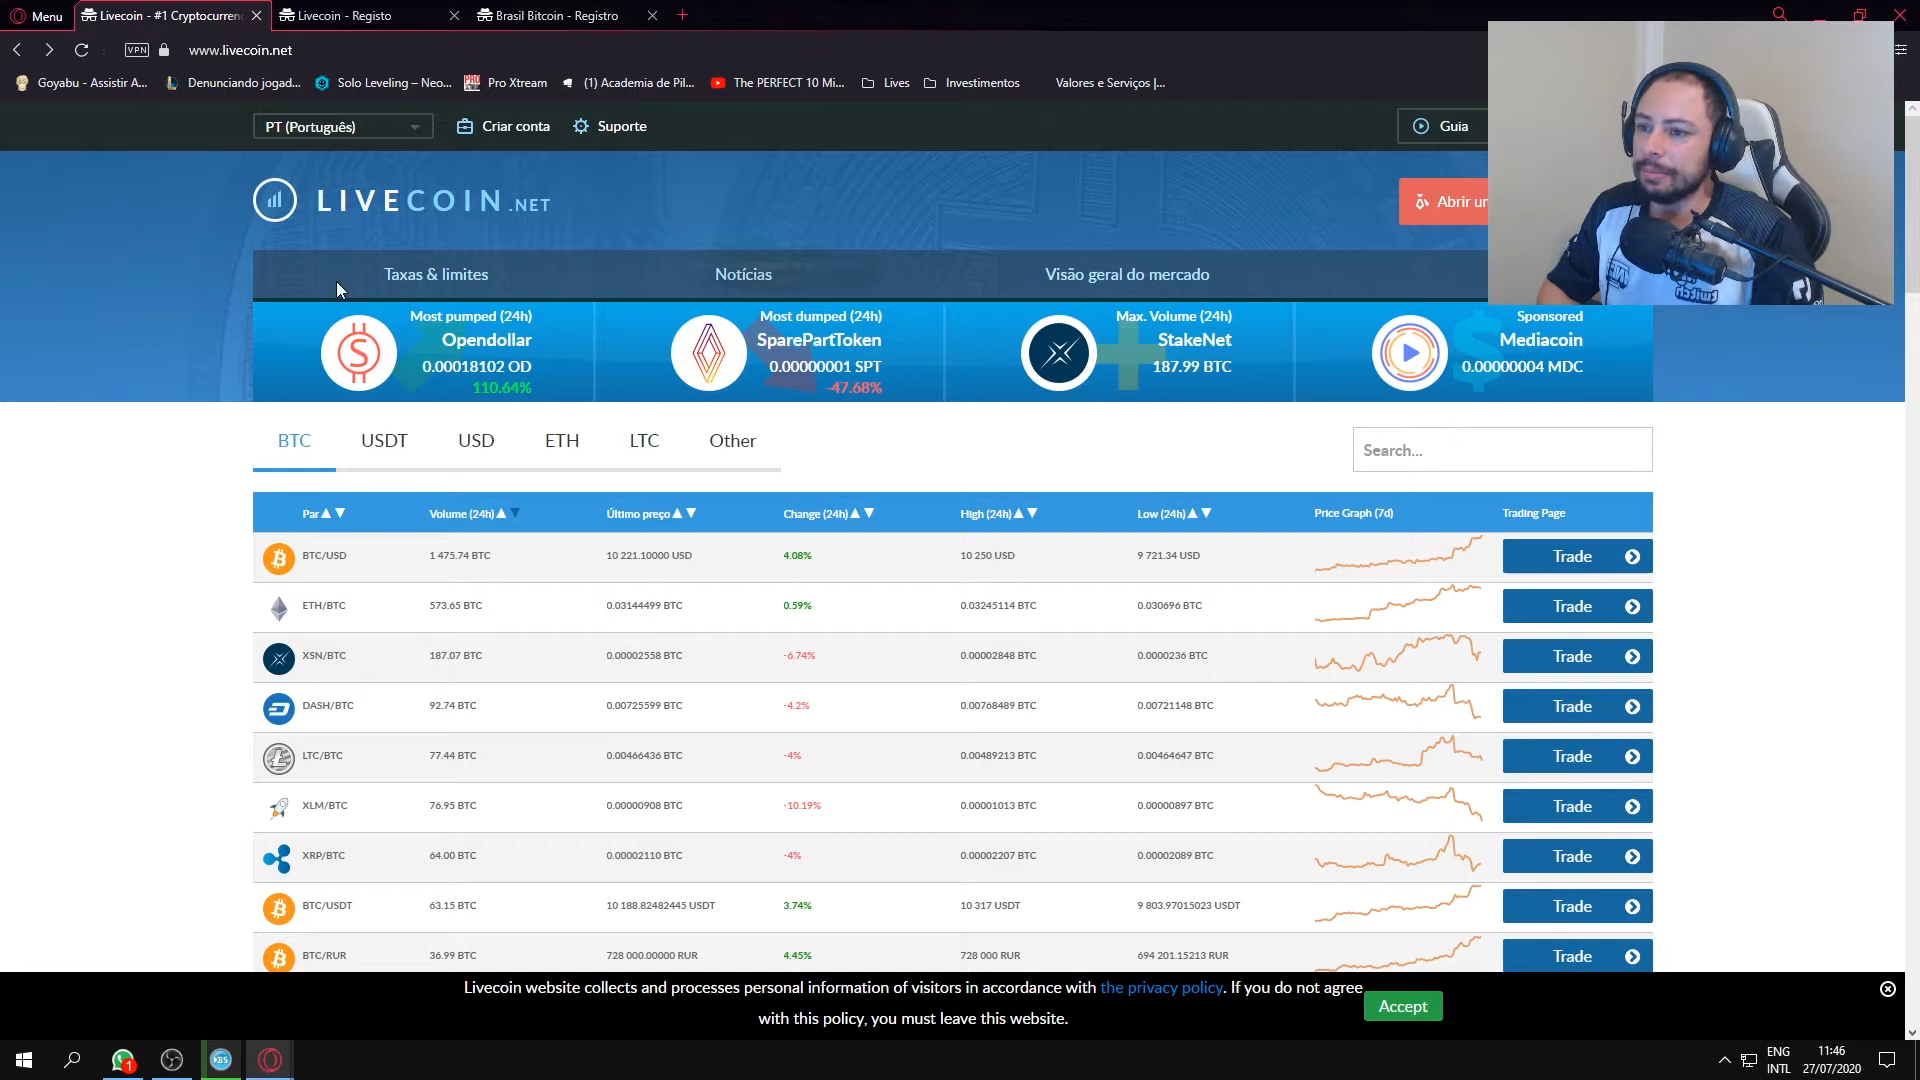 Menu
Livecoin - #1 Cryptocurren
Livecoin - Registo
Brasil Bitcoin - Registro
VPN
www.livecoin.net
Goyabu - Assistir A...
Denunciando jogad...
Solo Leveling – Neo...
Pro Xtream
(1) Academia de Pil...
The PERFECT 10 Mi...
Lives
Investimentos
Valores e Serviços |...
PT (Português)
Criar conta
Suporte
Guia
LIVECOIN.NET
Abrir um
Taxas & limites
Notícias
Visão geral do mercado
Most pumped (24h)
Opendollar
0.00018102 OD
110.64%
Most dumped (24h)
SparePartToken
0.00000001 SPT
-47.68%
Max. Volume (24h)
StakeNet
187.99 BTC
Sponsored
Mediacoin
0.00000004 MDC
BTC USDT USD ETH LTC Other
Search...
Par Volume (24h) Último preço Change (24h) High (24h) Low (24h) Price Graph (7d) Trading Page
BTC/USD 1 475.74 BTC 10 221.10000 USD 4.08% 10 250 USD 9 721.34 USD Trade
ETH/BTC 573.65 BTC 0.03144499 BTC 0.59% 0.03245114 BTC 0.030696 BTC Trade
XSN/BTC 187.07 BTC 0.00002558 BTC -6.74% 0.00002848 BTC 0.0000236 BTC Trade
DASH/BTC 92.74 BTC 0.00725599 BTC -4.2% 0.00768489 BTC 0.00721148 BTC Trade
LTC/BTC 77.44 BTC 0.00466436 BTC -4% 0.00489213 BTC 0.00464647 BTC Trade
XLM/BTC 76.95 BTC 0.00000908 BTC -10.19% 0.00001013 BTC 0.00000897 BTC Trade
XRP/BTC 64.00 BTC 0.00002110 BTC -4% 0.00002207 BTC 0.00002089 BTC Trade
BTC/USDT 63.15 BTC 10 188.82482445 USDT 3.74% 10 317 USDT 9 803.97015023 USDT Trade
BTC/RUR 36.99 BTC 728 000.00000 RUR 4.45% 728 000 RUR 694 201.15213 RUR Trade
Livecoin website collects and processes personal information of visitors in accordance with the privacy policy. If you do not agree
with this policy, you must leave this website.
Accept
1
ENG
INTL
11:46
27/07/2020